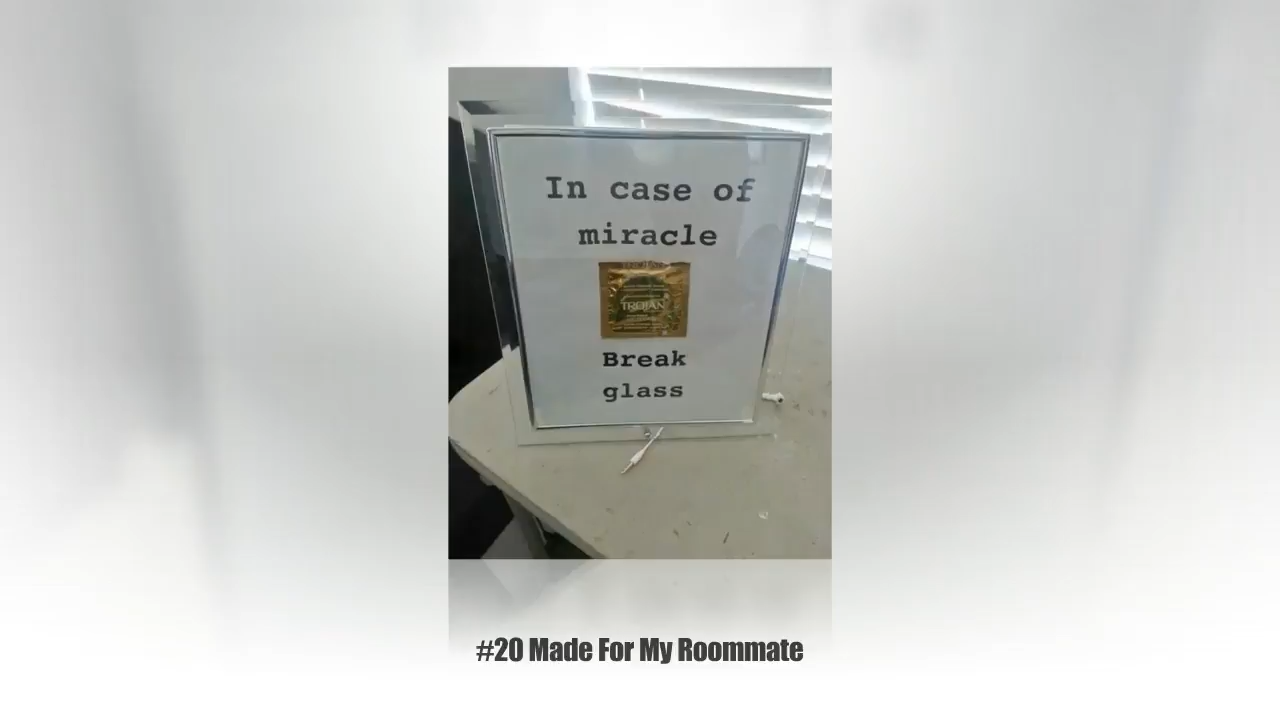 In case of
miracle
TROJAN
Break
glass
#20 Made For My Roommate